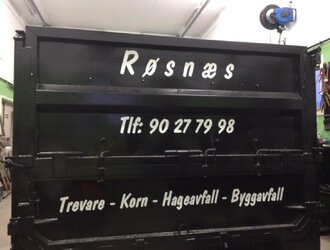 Røsnæs
Tlf: 90 27 79 98
Trevare - Korn - Hageavfall - Byggavfall